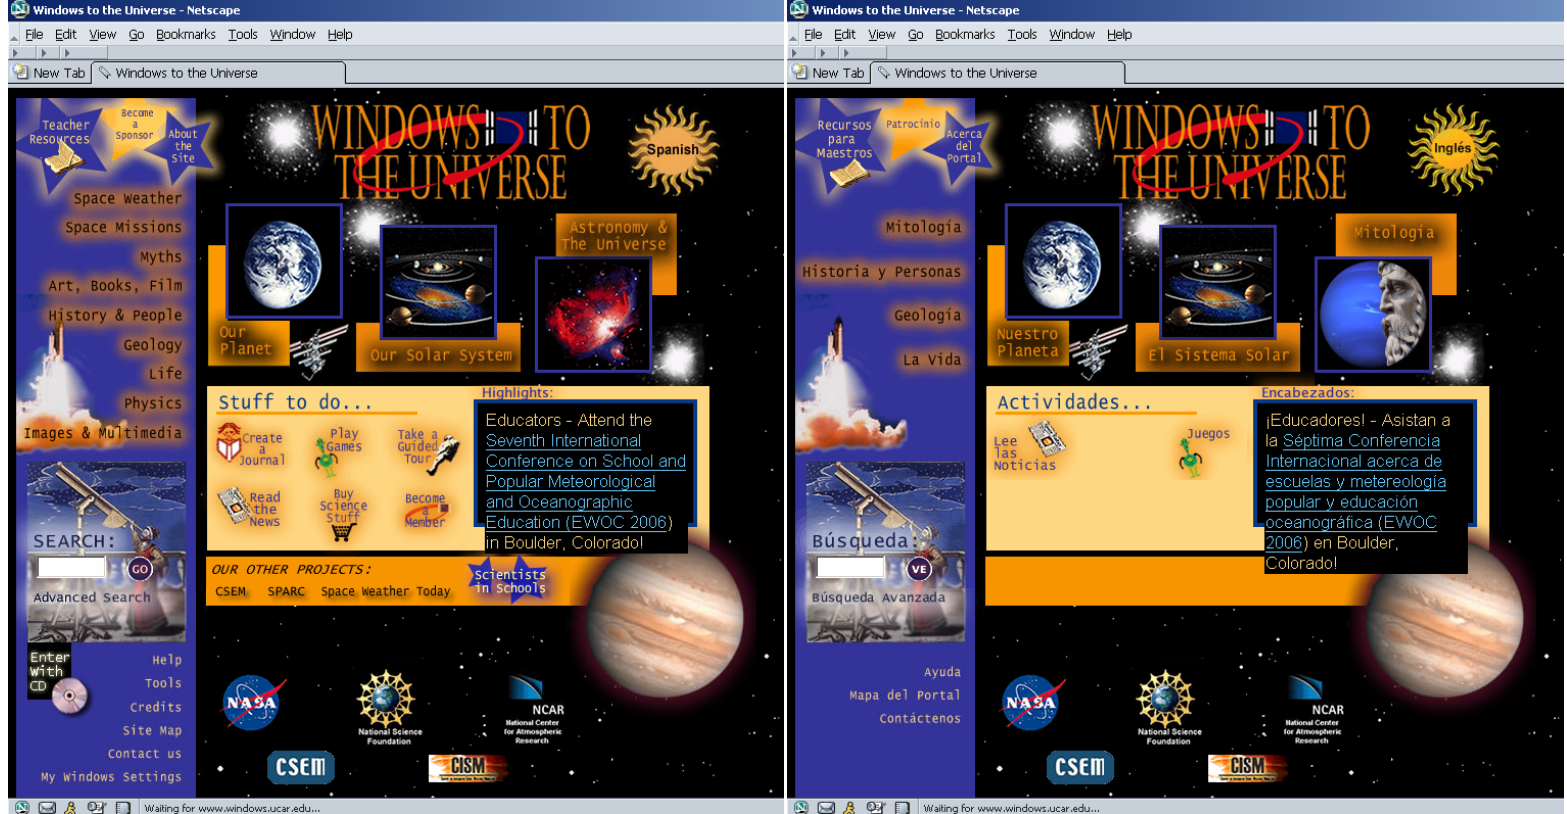 Windows to the Universe - Netscape
File Edit View Go Bookmarks Tools Window Help
New Tab Windows to the Universe
Teacher
Resources
Become
a
Sponsor
About
the
Site
WINDOWS TO
THE UNIVERSE
Spanish
Space Weather
Space Missions
Myths
Art, Books, Film
History & People
Geology
Life
Physics
Images & Multimedia
Our
Planet
Our Solar System
Astronomy &
The Universe
Stuff to do...
Create
a
Journal
Play
Games
Take a
Guided
Tour
Read
the
News
Buy
Science
Stuff
Become
a
Member
Highlights:
Educators - Attend the
Seventh International
Conference on School and
Popular Meteorological
and Oceanographic
Education (EWOC 2006)
in Boulder, Colorado!
SEARCH:
GO
Advanced Search
OUR OTHER PROJECTS:
CSEM SPARC Space Weather Today
Scientists
in Schools
Enter
With
CD
Help
Tools
Credits
Site Map
Contact us
My Windows Settings
NASA
National Science
Foundation
NCAR
National Center
for Atmospheric
Research
CSEM
CISM
Waiting for www.windows.ucar.edu...
Windows to the Universe - Netscape
File Edit View Go Bookmarks Tools Window Help
New Tab Windows to the Universe
Recursos
para
Maestros
Patrocinio
Acerca
del
Portal
WINDOWS TO
THE UNIVERSE
Inglés
Mitología
Historia y Personas
Geología
La Vida
Nuestro
Planeta
El Sistema Solar
Mitología
Actividades...
Lee
las
Noticias
Juegos
Encabezados:
¡Educadores! - Asistan a
la Séptima Conferencia
Internacional acerca de
escuelas y metereología
popular y educación
oceanográfica (EWOC
2006) en Boulder,
Colorado!
Búsqueda:
VE
Búsqueda Avanzada
Ayuda
Mapa del Portal
Contáctenos
NASA
National Science
Foundation
NCAR
National Center
for Atmospheric
Research
CSEM
CISM
Waiting for www.windows.ucar.edu...